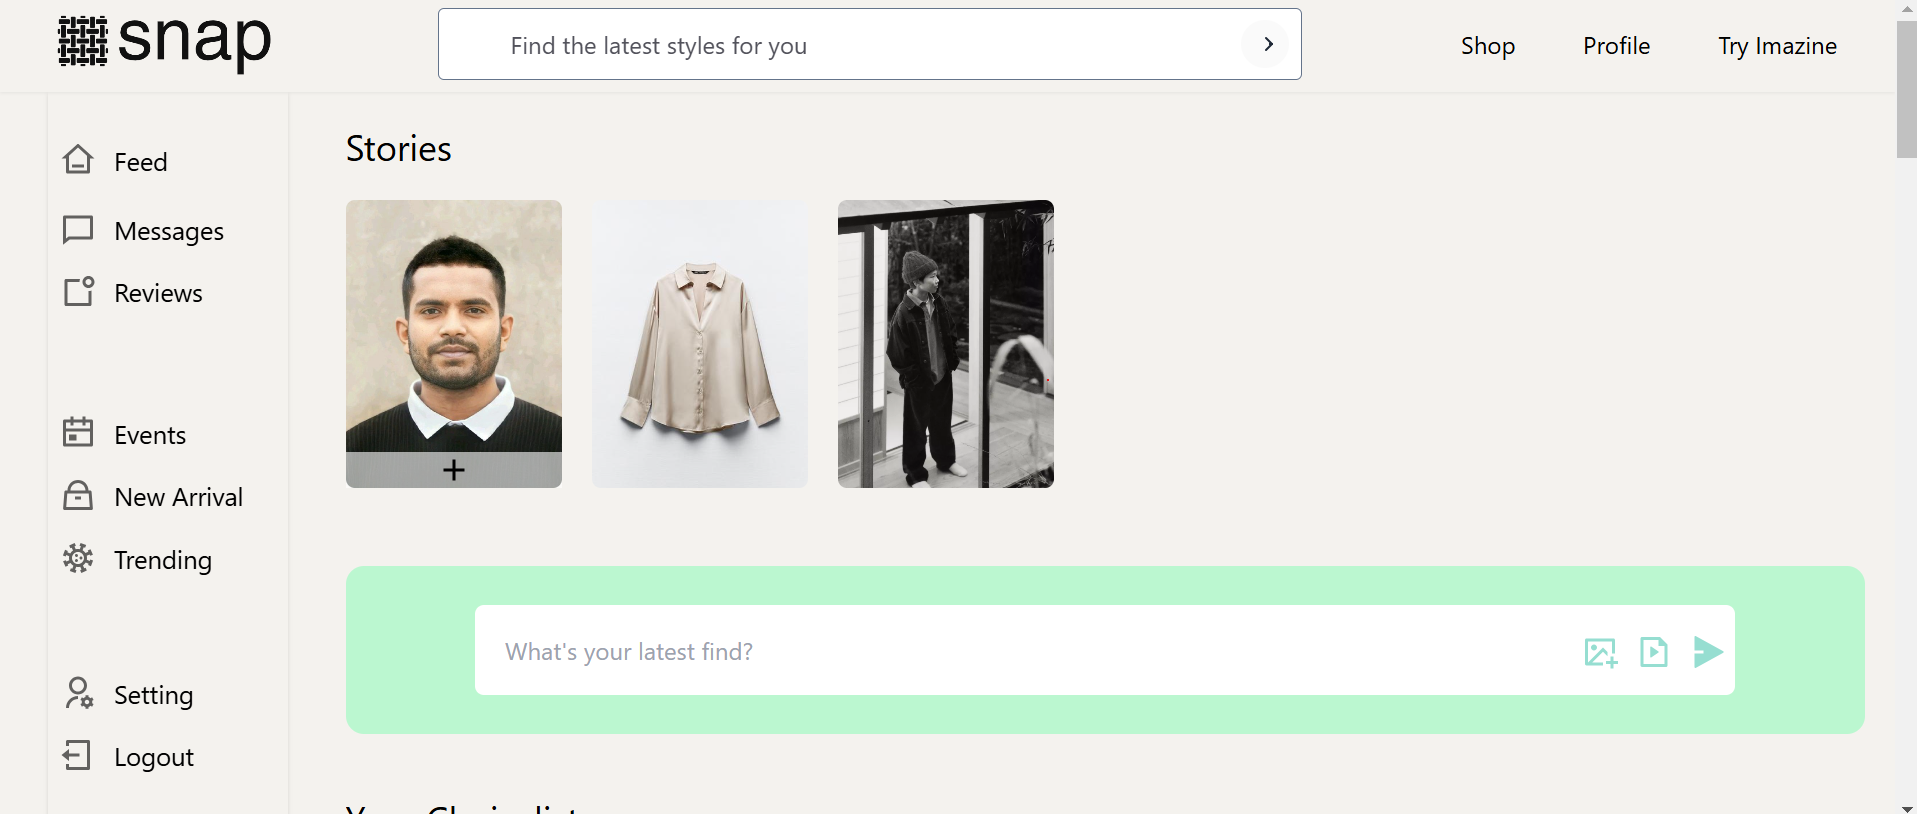 snap
Find the latest styles for you
Shop
Profile
Try Imazine
Feed
Messages
Reviews
Events
New Arrival
Trending
Setting
Logout
Stories
What's your latest find?